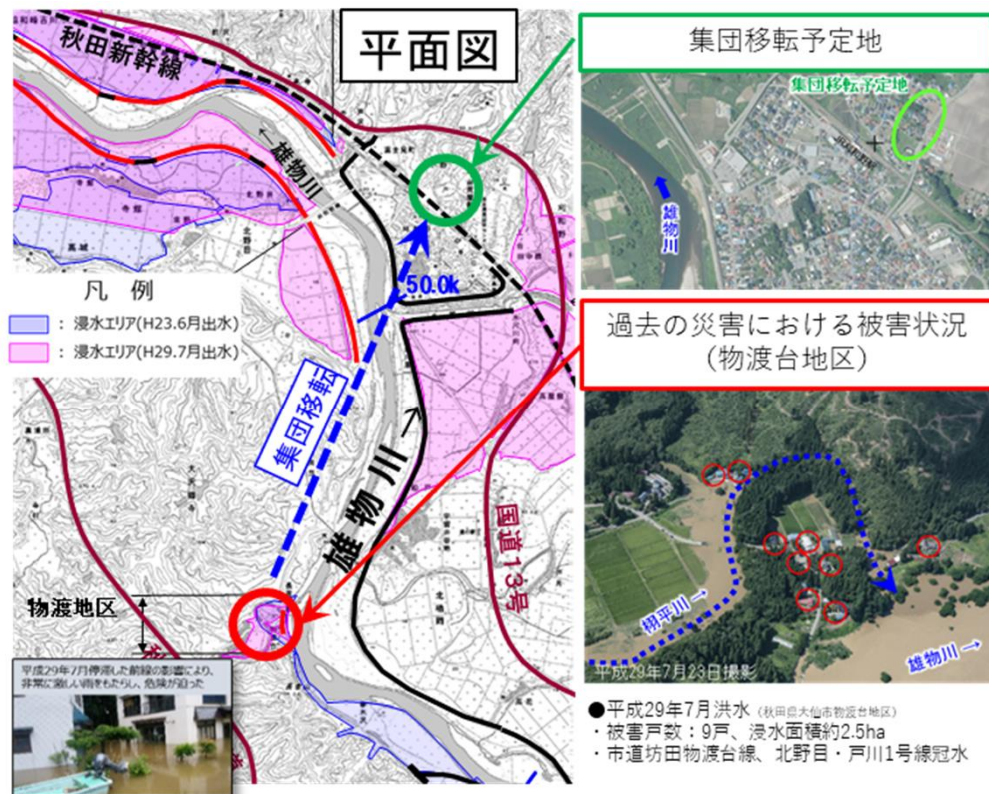 平面図
秋田新幹線
雄物川
50.0k
凡 例
: 浸水エリア(H23.6月出水)
: 浸水エリア(H29.7月出水)
集団移転
雄物川
国道13号
物渡地区
平成29年7月停滞した前線の影響により、
非常に激しい雨をもたらし、危険が迫った
集団移転予定地
集団移転予定地
雄物川
過去の災害における被害状況
(物渡台地区)
栩平川→
雄物川→
平成29年7月23日撮影
●平成29年7月洪水 (秋田県大仙市物渡台地区)
・被害戸数：9戸、浸水面積約2.5ha
・市道坊田物渡台線、北野目・戸川1号線冠水